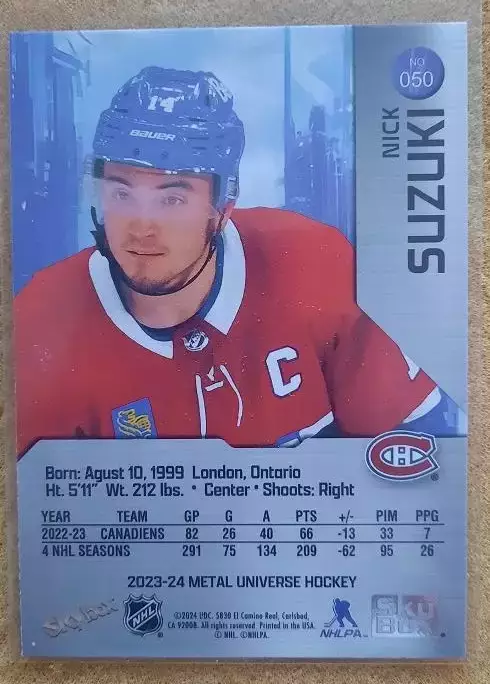 NO
050
NICK
SUZUKI
14
BAUER
C
Born: Agust 10, 1999 London, Ontario
Ht. 5'11" Wt. 212 lbs. • Center • Shoots: Right
YEAR TEAM GP G A PTS +/- PIM PPG
2022-23 CANADIENS 82 26 40 66 -13 33 7
4 NHL SEASONS 291 75 134 209 -62 95 26
2023-24 METAL UNIVERSE HOCKEY
Skybox
NHL
©2024 UDC. 5830 El Camino Real, Carlsbad,
CA 92008. All rights reserved. Printed in the USA.
© NHL. ©NHLPA.
NHLPA
SKY
BOX